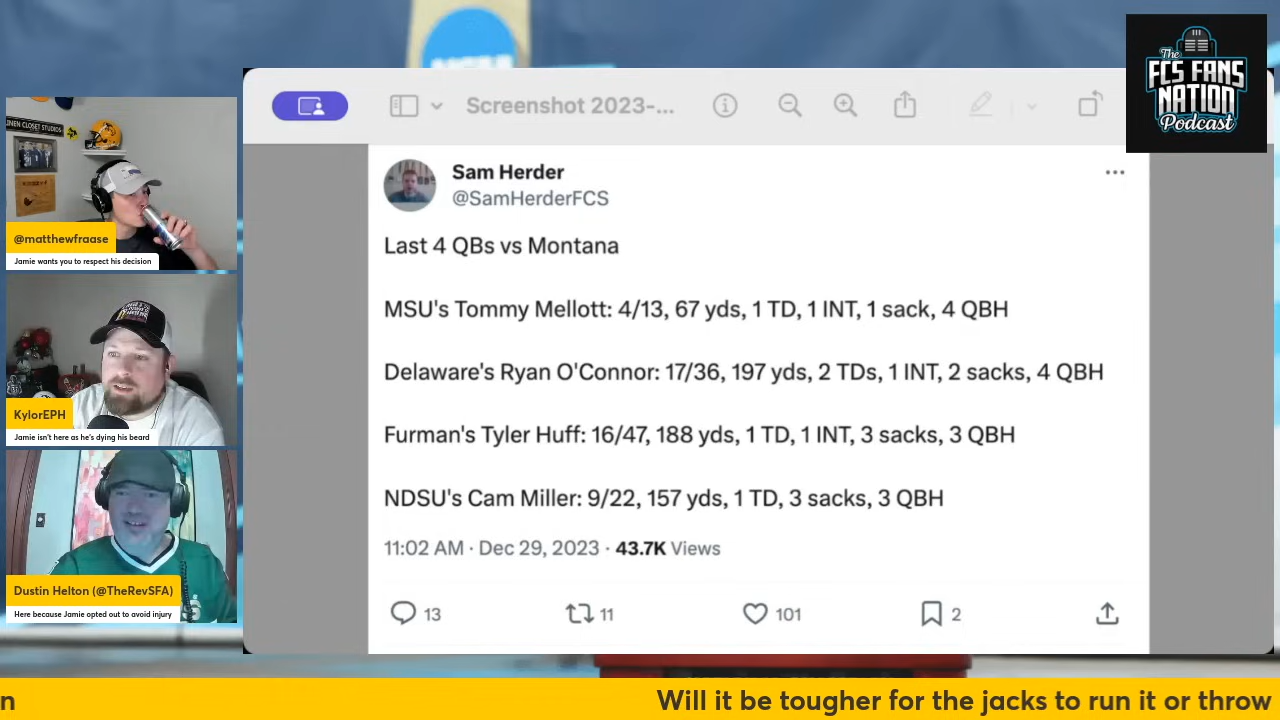 The
FCS FANS
NATION
Podcast
Screenshot 2023-...
LINEN CLOSET STUDIOS
@matthewfraase
Jamie wants you to respect his decision
KylorEPH
Jamie isn't here as he's dying his beard
Dustin Helton (@TheRevSFA)
Here because Jamie opted out to avoid injury
Sam Herder
@SamHerderFCS
Last 4 QBs vs Montana
MSU's Tommy Mellott: 4/13, 67 yds, 1 TD, 1 INT, 1 sack, 4 QBH
Delaware's Ryan O'Connor: 17/36, 197 yds, 2 TDs, 1 INT, 2 sacks, 4 QBH
Furman's Tyler Huff: 16/47, 188 yds, 1 TD, 1 INT, 3 sacks, 3 QBH
NDSU's Cam Miller: 9/22, 157 yds, 1 TD, 3 sacks, 3 QBH
11:02 AM · Dec 29, 2023 · 43.7K Views
13
11
101
2
n
Will it be tougher for the jacks to run it or throw